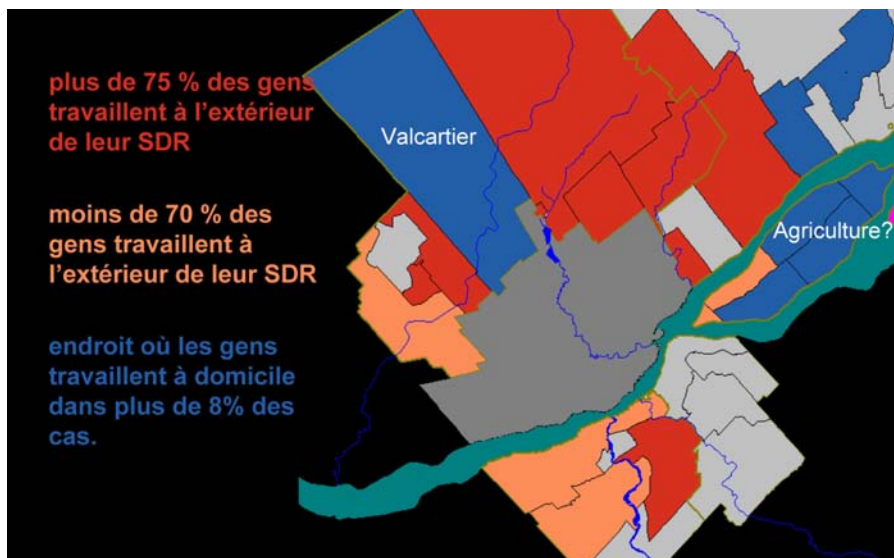 plus de 75 % des gens
travaillent à l’extérieur
de leur SDR
moins de 70 % des
gens travaillent à
l’extérieur de leur SDR
endroit où les gens
travaillent à domicile
dans plus de 8% des
cas.
Valcartier
Agriculture?